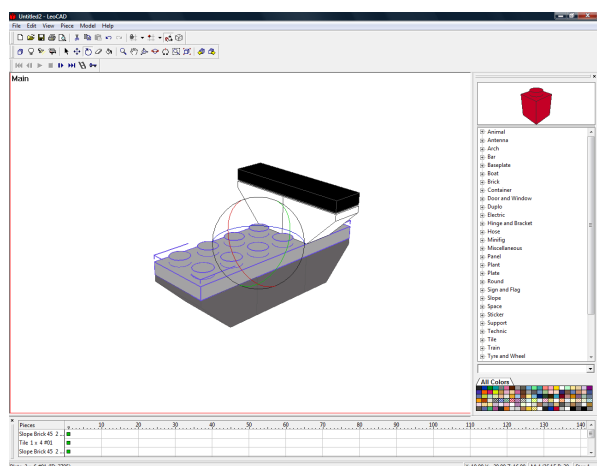 Untitled2 - LeoCAD
File Edit View Piece Model Help
Main
Animal
Antenna
Arch
Bar
Baseplate
Boat
Brick
Container
Door and Window
Duplo
Electric
Hinge and Bracket
Hose
Minifig
Miscellaneous
Panel
Plant
Plate
Round
Sign and Flag
Slope
Space
Sticker
Support
Technic
Tile
Train
Tyre and Wheel
All Colors
Pieces 10 20 30 40 50 60 70 80 90 100 110 120 130 140
Slope Brick 45 2 ...
Tile 1 x 4 #01
Slope Brick 45 2 ...